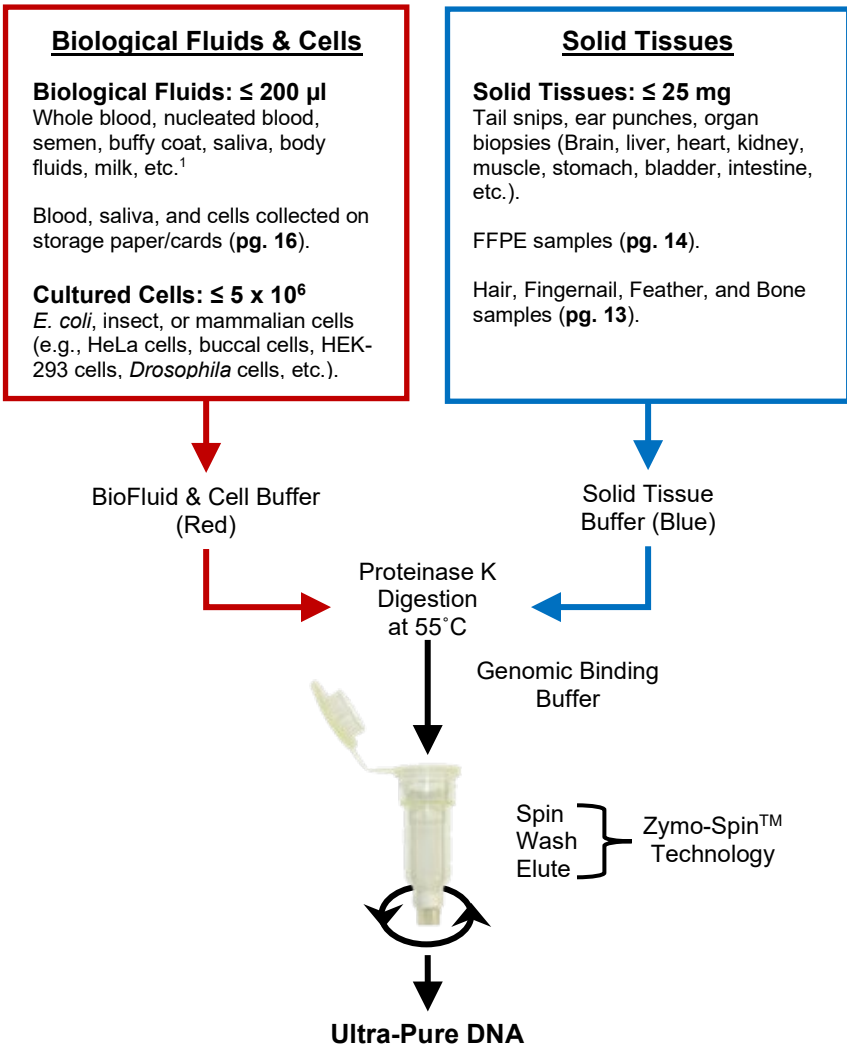 Biological Fluids & Cells
Biological Fluids: ≤ 200 µl
Whole blood, nucleated blood,
semen, buffy coat, saliva, body
fluids, milk, etc.¹
Blood, saliva, and cells collected on
storage paper/cards (pg. 16).
Cultured Cells: ≤ 5 x 10⁶
E. coli, insect, or mammalian cells
(e.g., HeLa cells, buccal cells, HEK-
293 cells, Drosophila cells, etc.).
Solid Tissues
Solid Tissues: ≤ 25 mg
Tail snips, ear punches, organ
biopsies (Brain, liver, heart, kidney,
muscle, stomach, bladder, intestine,
etc.).
FFPE samples (pg. 14).
Hair, Fingernail, Feather, and Bone
samples (pg. 13).
BioFluid & Cell Buffer
(Red)
Solid Tissue
Buffer (Blue)
Proteinase K
Digestion
at 55˚C
Genomic Binding
Buffer
Spin
Wash
Elute
Zymo-Spin™
Technology
Ultra-Pure DNA